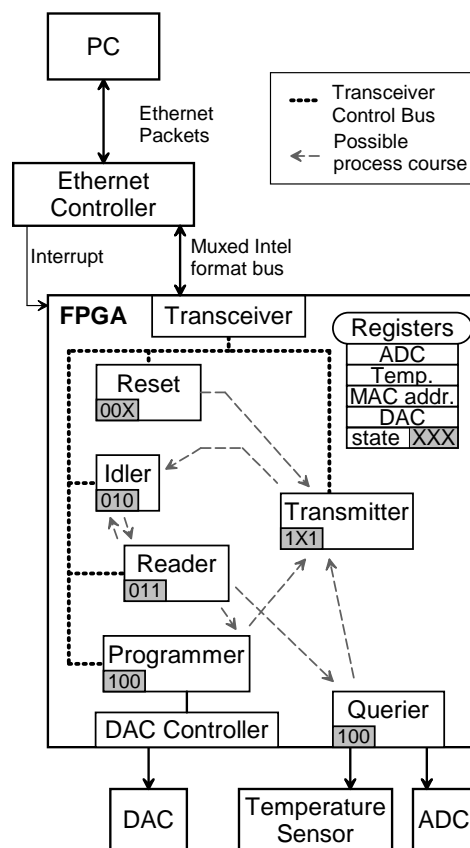 PC
Ethernet
Packets
Transceiver
Control Bus
Possible
process course
Ethernet
Controller
Interrupt
Muxed Intel
format bus
FPGA
Transceiver
Registers
ADC
Temp.
MAC addr.
DAC
state XXX
Reset
00X
Idler
010
Transmitter
1X1
Reader
011
Programmer
100
Querier
100
DAC Controller
DAC
Temperature
Sensor
ADC